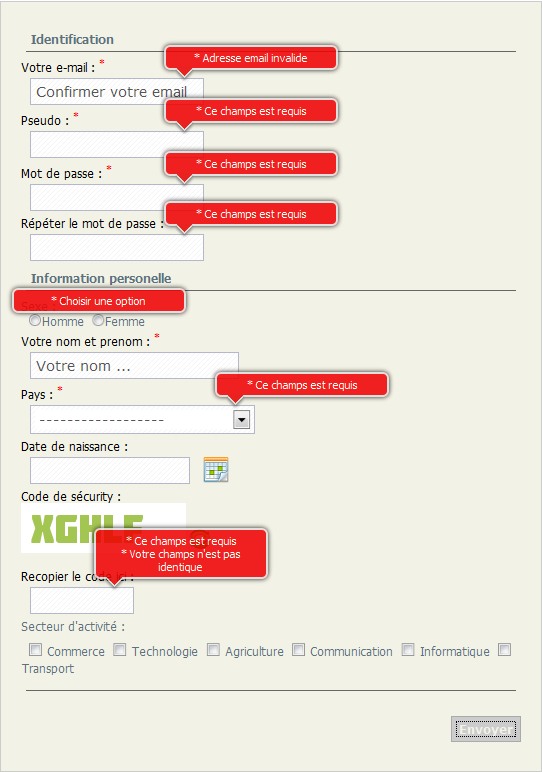 Identification
* Adresse email invalide
Votre e-mail : *
Confirmer votre email
* Ce champs est requis
Pseudo : *
* Ce champs est requis
Mot de passe : *
* Ce champs est requis
Répéter le mot de passe :
Information personelle
* Choisir une option
Homme Femme
Votre nom et prenom : *
Votre nom ...
* Ce champs est requis
Pays : *
------------------
Date de naissance :
Code de sécurity :
XGHLF
* Ce champs est requis
* Votre champs n'est pas
identique
Recopier le code ici :
Secteur d'activité :
Commerce Technologie Agriculture Communication Informatique
Transport
Envoyer